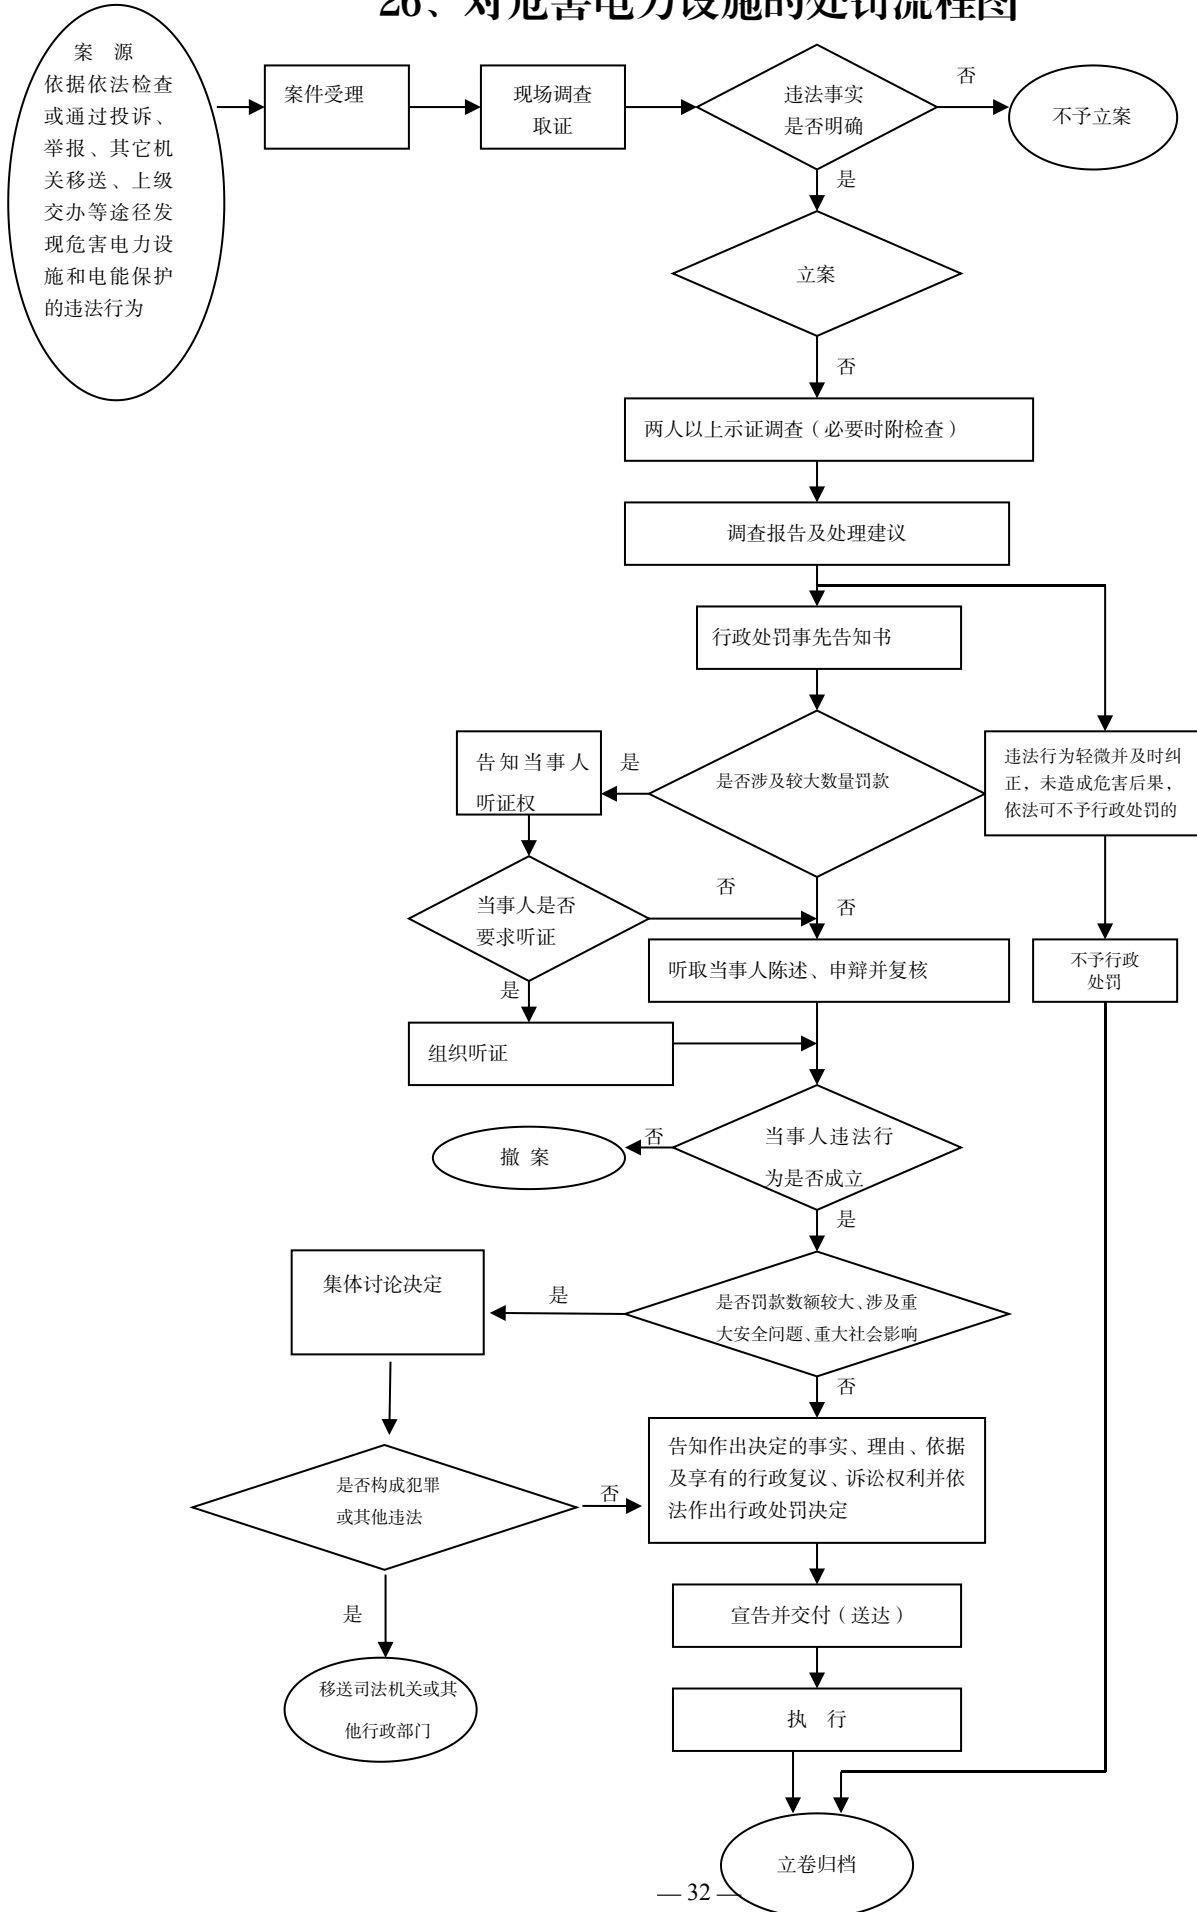 26、对危害电力设施的处罚流程图
案 源
依据依法检查
或通过投诉、
举报、其它机
关移送、上级
交办等途径发
现危害电力设
施和电能保护
的违法行为
案件受理
现场调查
取证
违法事实
是否明确
否
不予立案
是
立案
否
两人以上示证调查（必要时附检查）
调查报告及处理建议
行政处罚事先告知书
告知当事人
听证权
是
是否涉及较大数量罚款
违法行为轻微并及时纠
正，未造成危害后果，
依法可不予行政处罚的
当事人是否
要求听证
否
否
听取当事人陈述、申辩并复核
不予行政
处罚
是
组织听证
撤 案
否
当事人违法行
为是否成立
是
集体讨论决定
是
是否罚款数额较大、涉及重
大安全问题、重大社会影响
否
是否构成犯罪
或其他违法
否
告知作出决定的事实、理由、依据
及享有的行政复议、诉讼权利并依
法作出行政处罚决定
是
宣告并交付（送达）
移送司法机关或其
他行政部门
执 行
立卷归档
— 32 —